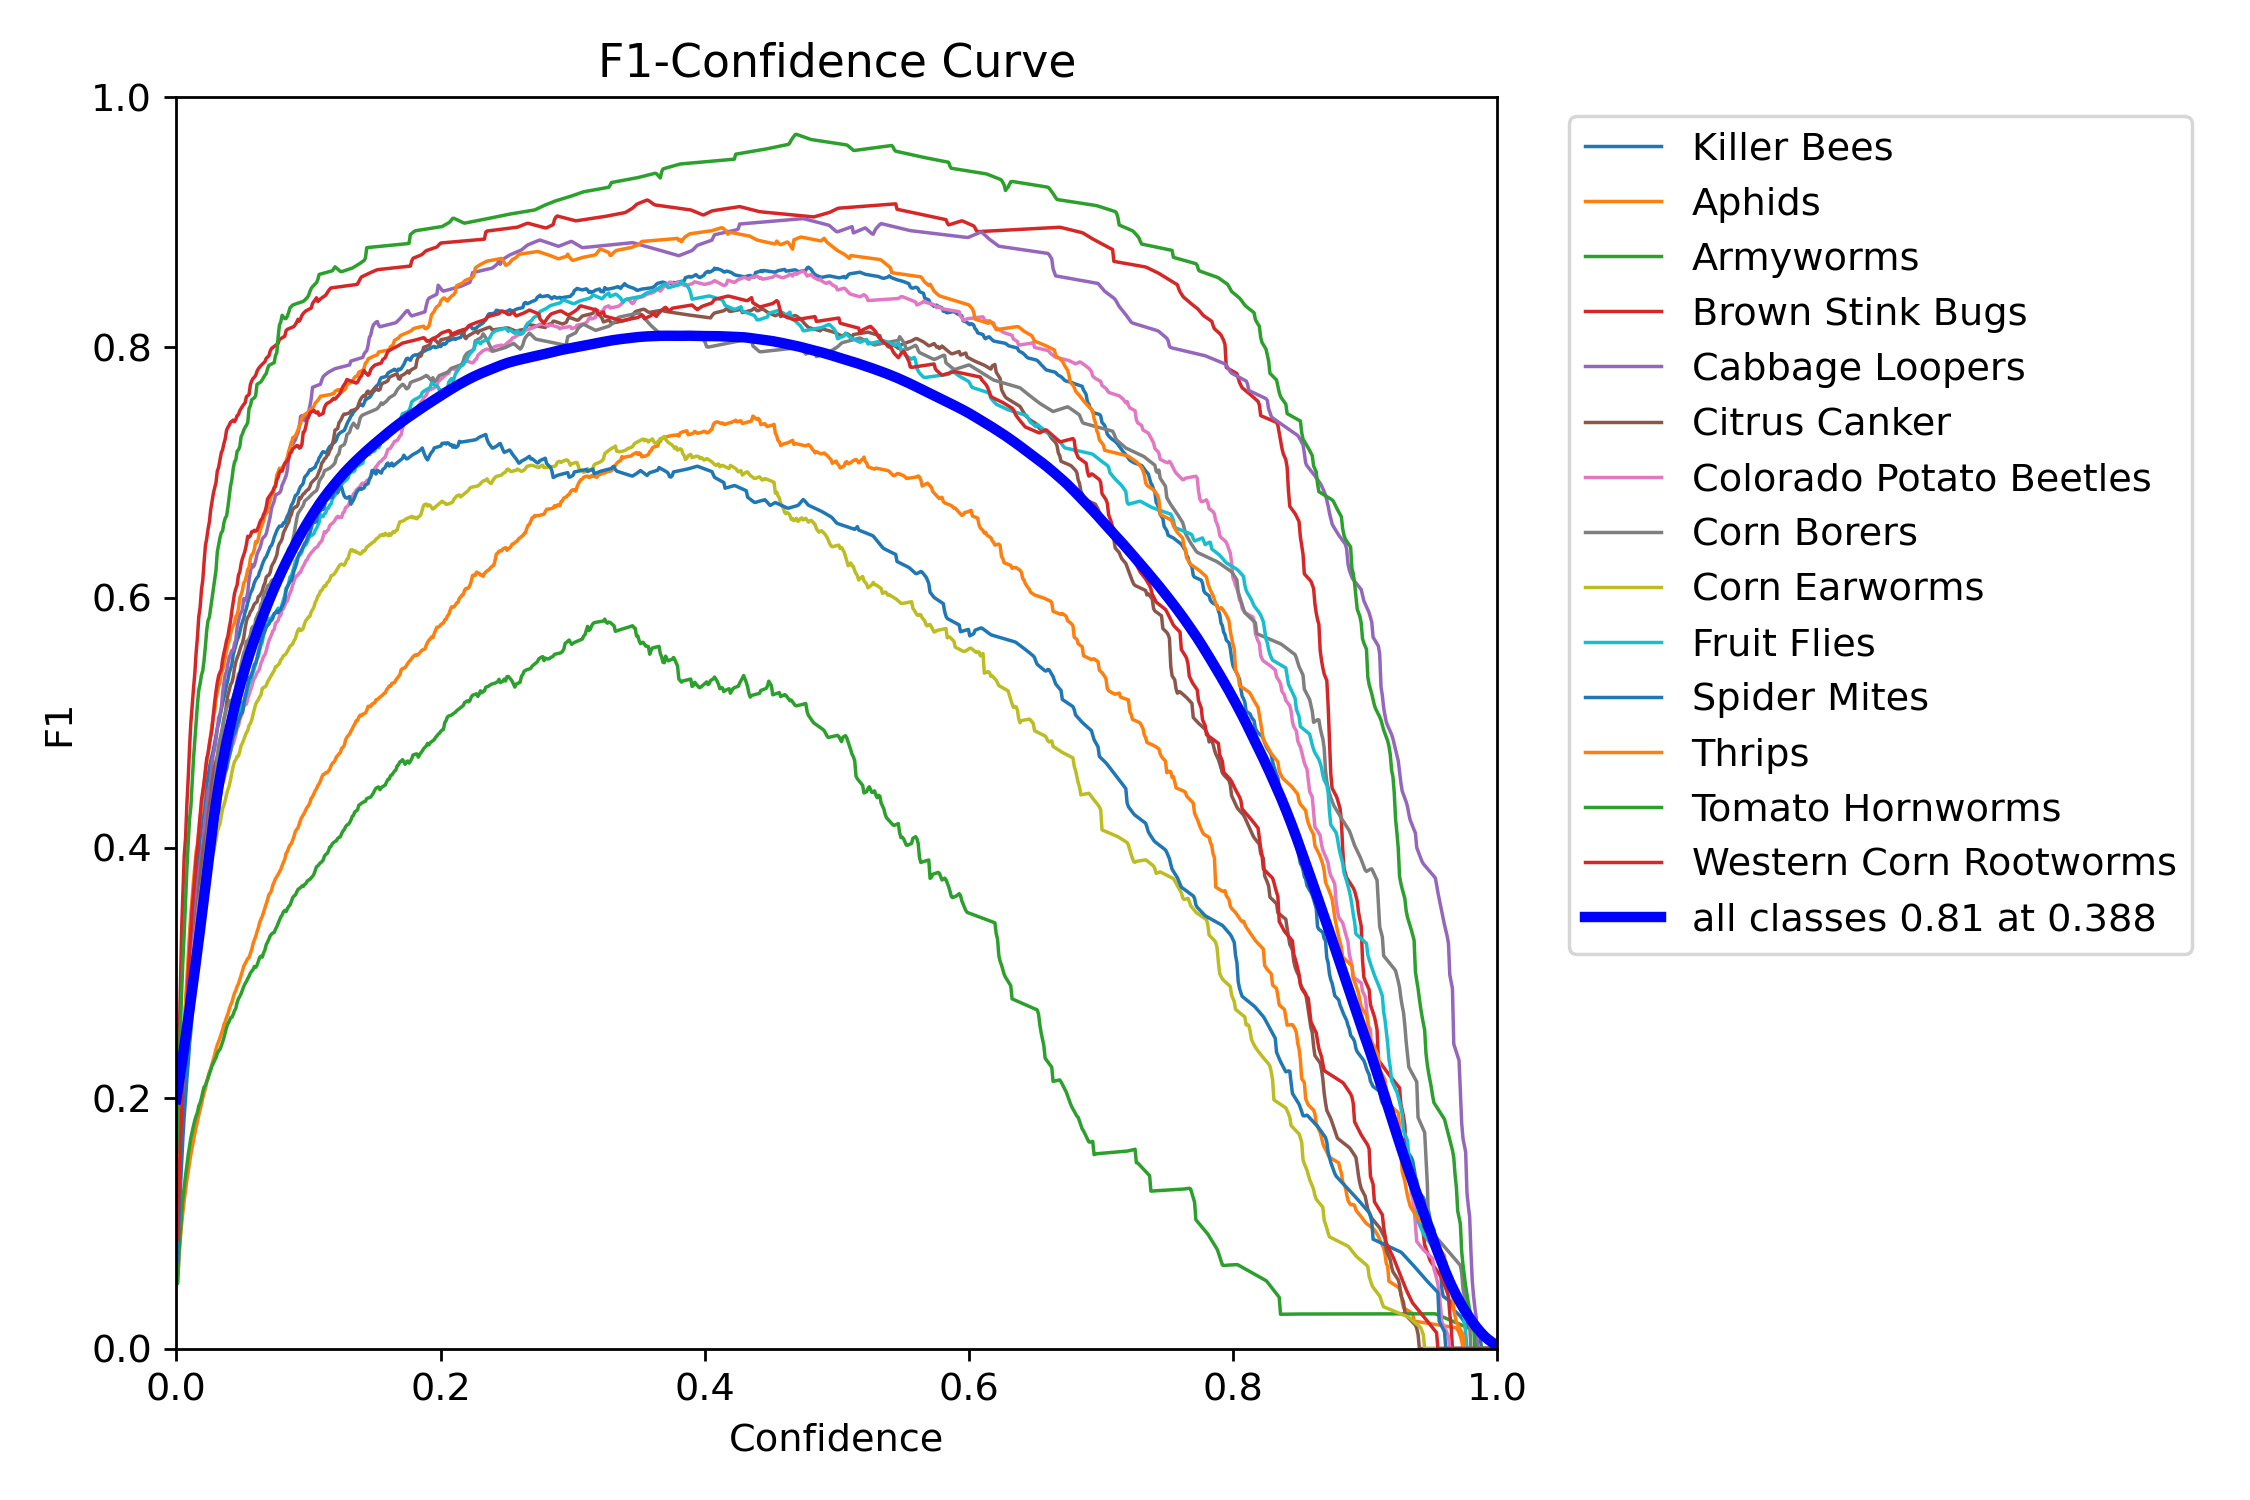 F1-Confidence Curve
1.0
0.8
0.6
0.4
0.2
0.0
F1
0.0 0.2 0.4 0.6 0.8 1.0
Confidence
Killer Bees
Aphids
Armyworms
Brown Stink Bugs
Cabbage Loopers
Citrus Canker
Colorado Potato Beetles
Corn Borers
Corn Earworms
Fruit Flies
Spider Mites
Thrips
Tomato Hornworms
Western Corn Rootworms
all classes 0.81 at 0.388